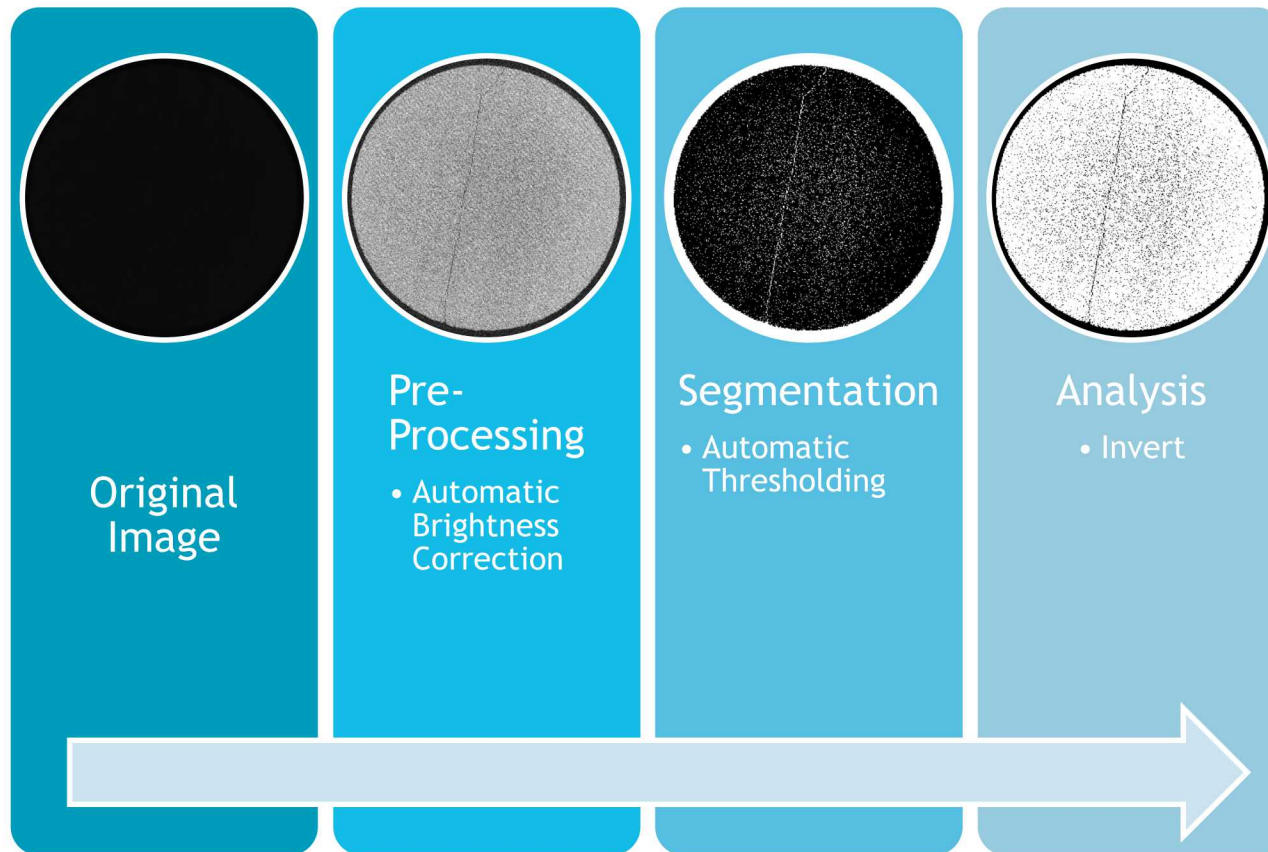 Original
Image
Pre-
Processing
• Automatic
Brightness
Correction
Segmentation
• Automatic
Thresholding
Analysis
• Invert